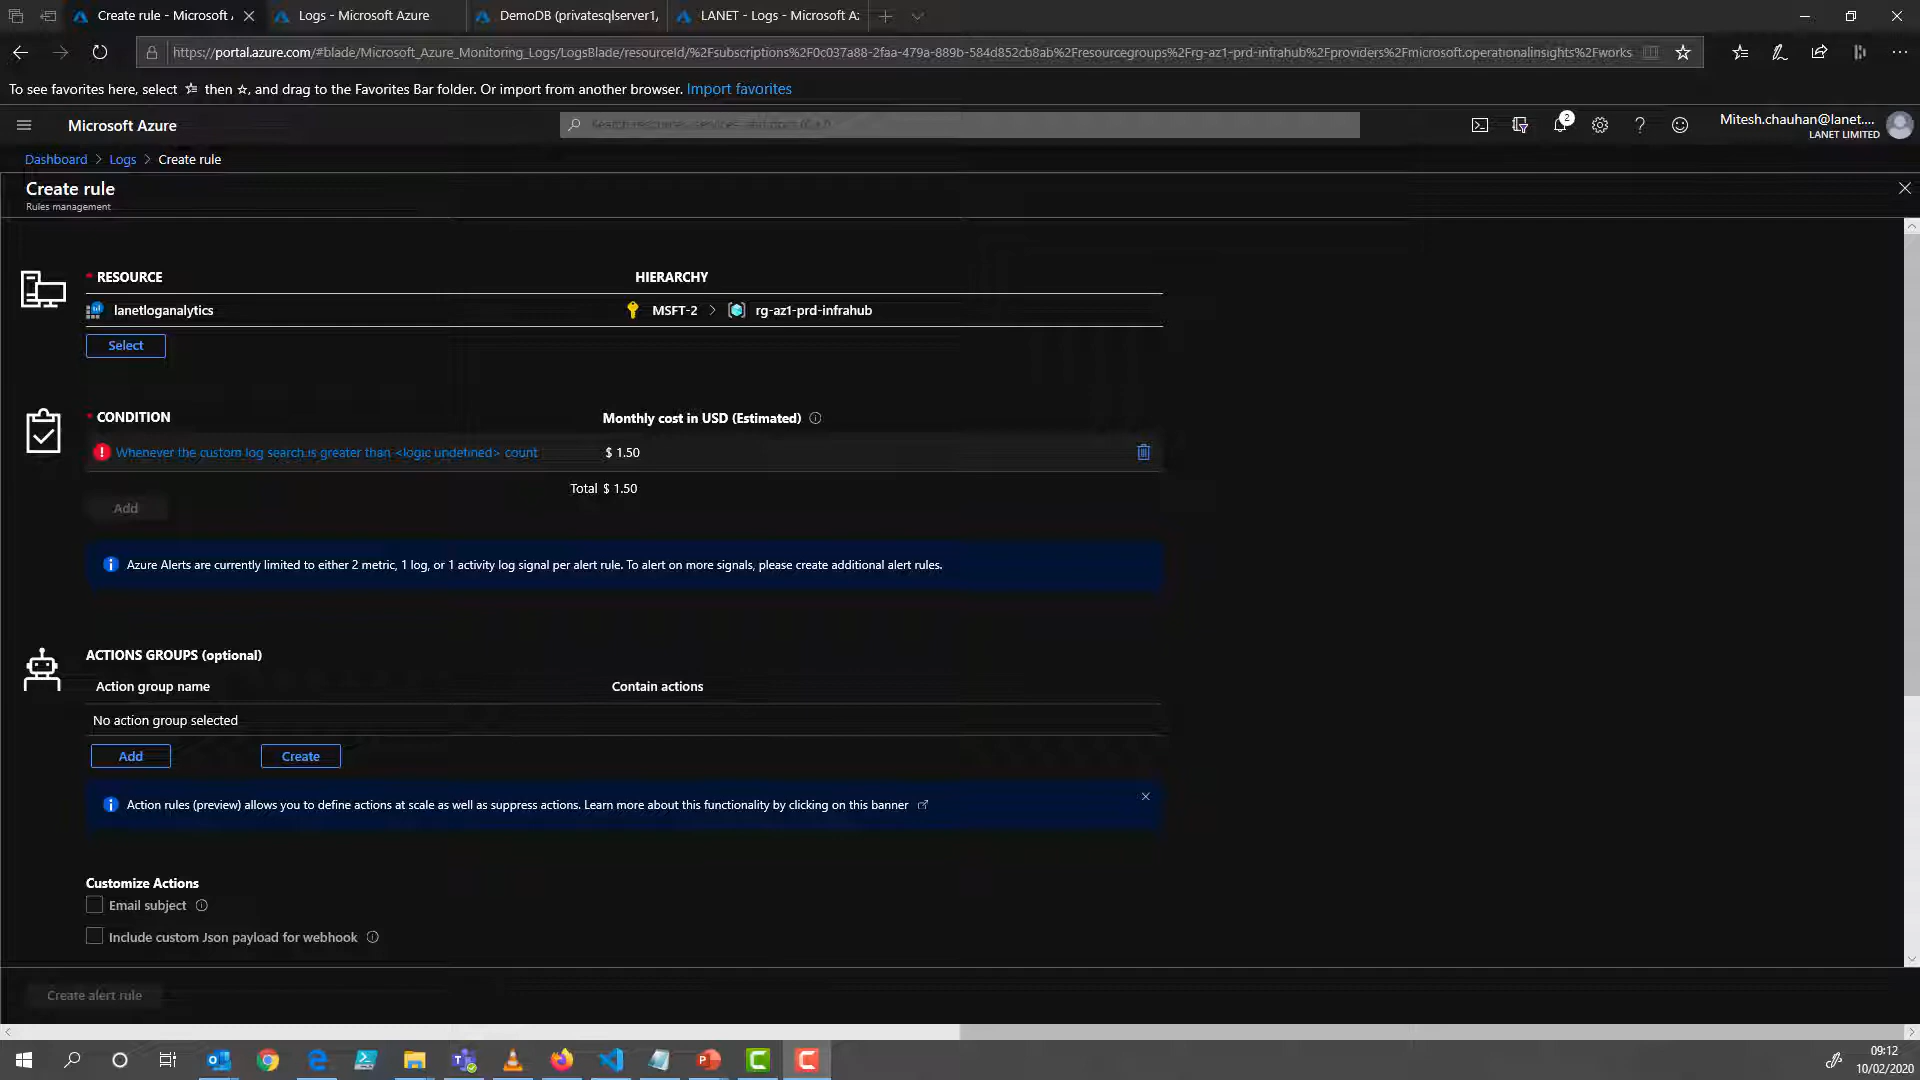 Create rule - Microsoft A
Logs - Microsoft Azure
DemoDB (privatesqlserver1,
LANET - Logs - Microsoft Az
https://portal.azure.com/#blade/Microsoft_Azure_Monitoring_Logs/LogsBlade/resourceId/%2Fsubscriptions%2F0c037a88-2faa-479a-889b-584d852cb8ab%2Fresourcegroups%2Frg-az1-prd-infrahub%2Fproviders%2Fmicrosoft.operationalinsights%2Fworks
To see favorites here, select then ☆, and drag to the Favorites Bar folder. Or import from another browser. Import favorites
Microsoft Azure
Search resources, services, and docs (G+/)
2
Mitesh.chauhan@lanet....
LANET LIMITED
Dashboard > Logs > Create rule
Create rule
Rules management
* RESOURCE
HIERARCHY
lanetloganalytics
MSFT-2 > rg-az1-prd-infrahub
Select
* CONDITION
Monthly cost in USD (Estimated)
Whenever the custom log search is greater than <logic undefined> count
$ 1.50
Total $ 1.50
Add
Azure Alerts are currently limited to either 2 metric, 1 log, or 1 activity log signal per alert rule. To alert on more signals, please create additional alert rules.
ACTIONS GROUPS (optional)
Action group name
Contain actions
No action group selected
Add
Create
Action rules (preview) allows you to define actions at scale as well as suppress actions. Learn more about this functionality by clicking on this banner
Customize Actions
Email subject
Include custom Json payload for webhook
Create alert rule
09:12
10/02/2020